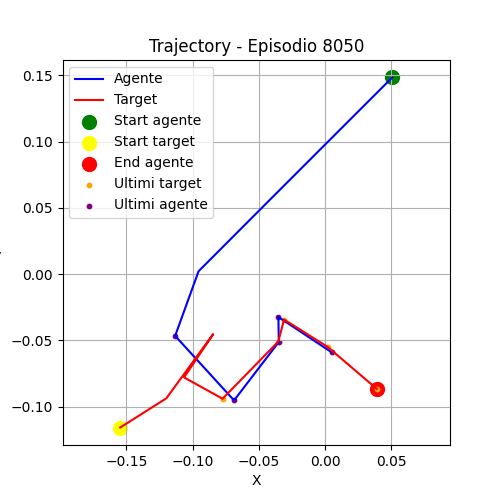 Trajectory - Episodio 8050
Agente
Target
Start agente
Start target
End agente
Ultimi target
Ultimi agente
0.15
0.10
0.05
0.00
−0.05
−0.10
−0.15
−0.10
−0.05
0.00
0.05
X